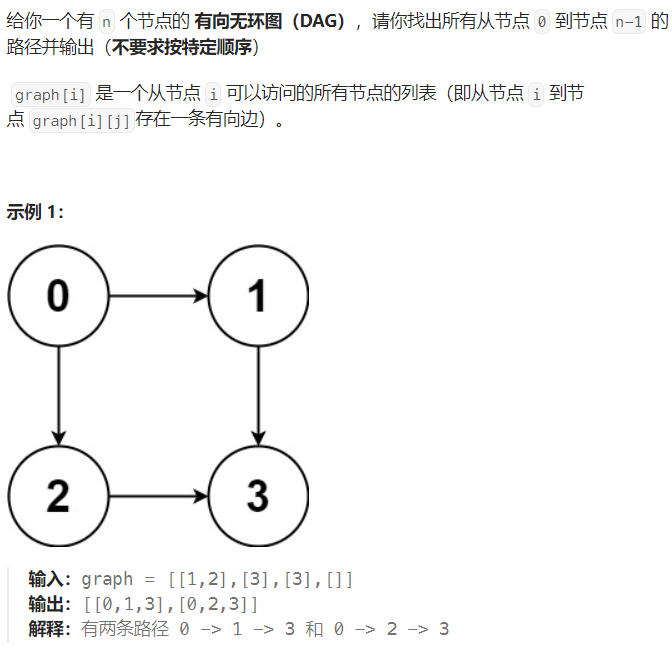 给你一个有 n 个节点的 有向无环图（DAG），请你找出所有从节点 0 到节点 n-1 的
路径并输出（不要求按特定顺序）
graph[i] 是一个从节点 i 可以访问的所有节点的列表（即从节点 i 到节
点 graph[i][j]存在一条有向边）。
示例 1：
0
1
2
3
输入：graph = [[1,2],[3],[3],[]]
输出：[[0,1,3],[0,2,3]]
解释：有两条路径 0 -> 1 -> 3 和 0 -> 2 -> 3